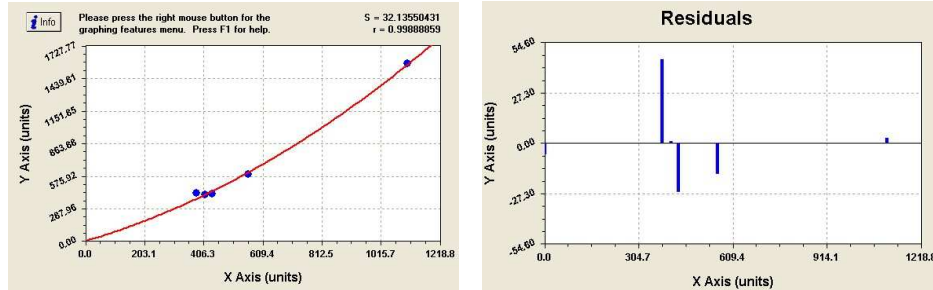 Info
Please press the right mouse button for the
graphing features menu. Press F1 for help.
S = 32.13550431
r = 0.99888859
Y Axis (units)
1727.77
1439.81
1151.85
863.88
575.92
287.96
0.00
0.0 203.1 406.3 609.4 812.5 1015.7 1218.8
X Axis (units)
Residuals
Y Axis (units)
54.60
27.30
0.00
-27.30
-54.60
0.0 304.7 609.4 914.1 1218.8
X Axis (units)